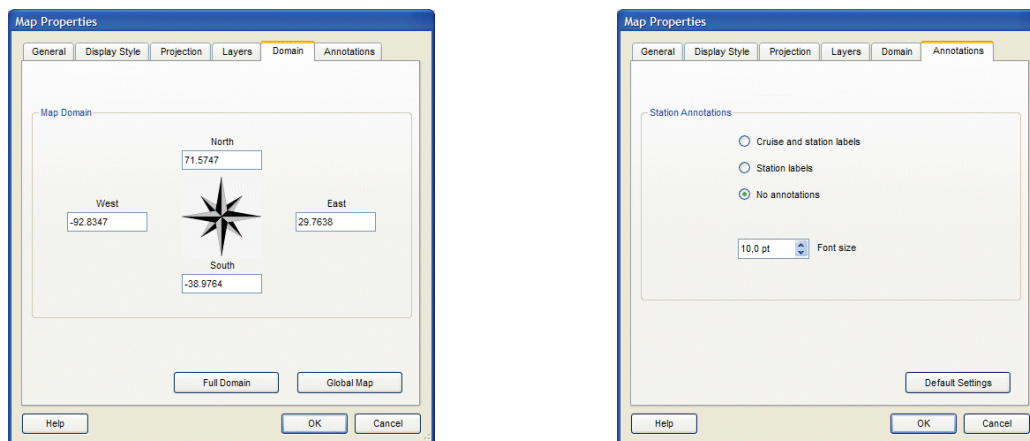 Map Properties
General Display Style Projection Layers Domain Annotations
Map Domain
North
71.5747
West East
-92.8347 29.7638
South
-38.9764
Full Domain Global Map
Help OK Cancel
Map Properties
General Display Style Projection Layers Domain Annotations
Station Annotations
Cruise and station labels
Station labels
No annotations
10,0 pt Font size
Default Settings
Help OK Cancel